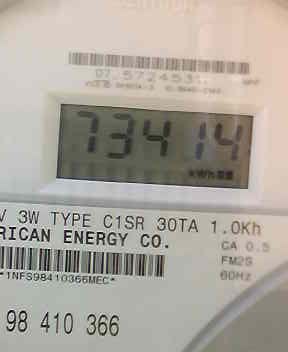 07.5724531
73414
kWh
V 3W TYPE C1SR 30TA 1.0Kh
RICAN ENERGY CO.
CA 0.5
FM2S
60Hz
*1NFS98410366MEC*
98 410 366